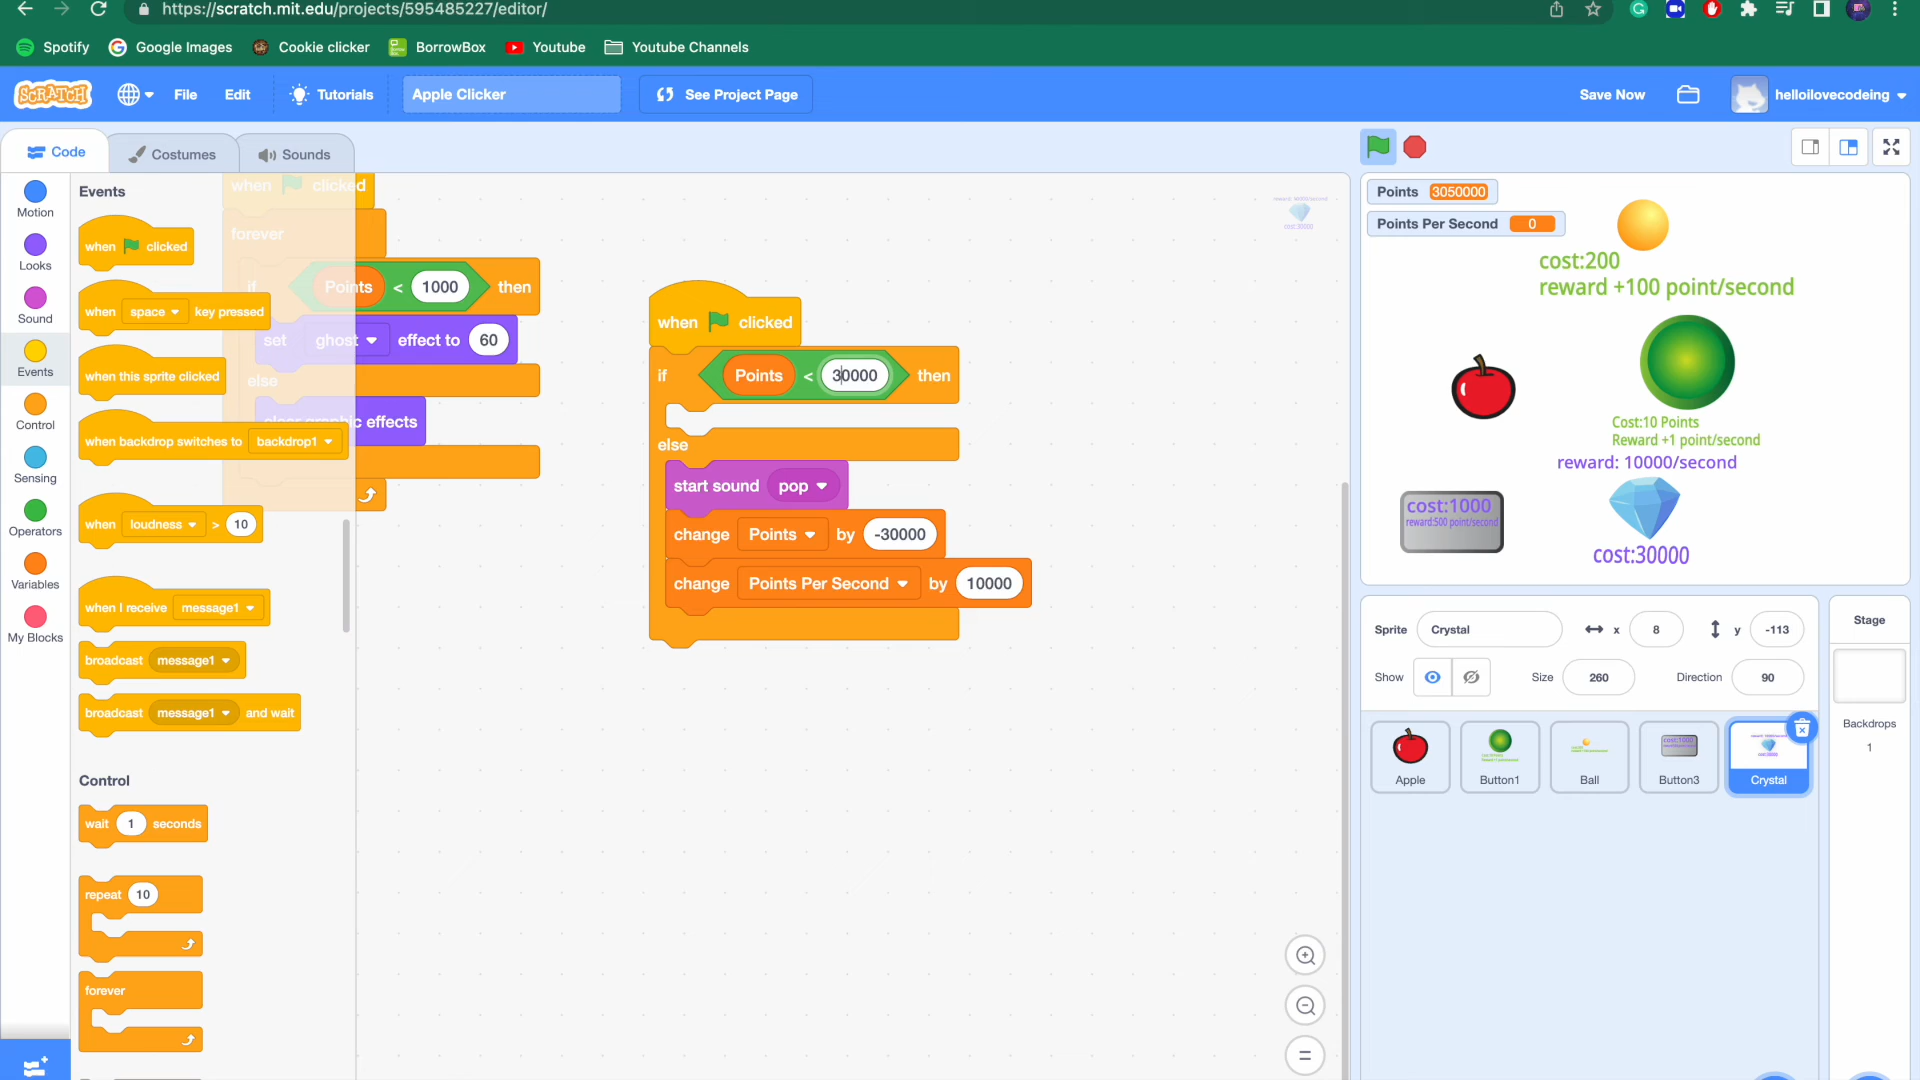 https://scratch.mit.edu/projects/595485227/editor/
Spotify
Google Images
Cookie clicker
BorrowBox
Youtube
Youtube Channels
SCRATCH
File
Edit
Tutorials
Apple Clicker
See Project Page
Save Now
helloilovecodeing
Code
Costumes
Sounds
Motion
Looks
Sound
Events
Control
Sensing
Operators
Variables
My Blocks
Events
when clicked
when space key pressed
when this sprite clicked
when backdrop switches to backdrop1
when loudness > 10
when I receive message1
broadcast message1
broadcast message1 and wait
Control
wait 1 seconds
repeat 10
forever
when clicked
forever
if Points < 1000 then
set ghost effect to 60
else
clear graphic effects
when clicked
if Points < 30000 then
else
start sound pop
change Points by -30000
change Points Per Second by 10000
Points 3050000
Points Per Second 0
cost:200
reward +100 point/second
Cost:10 Points
Reward +1 point/second
reward: 10000/second
cost:1000
reward:500 point/second
cost:30000
Sprite Crystal x 8 y -113
Show Size 260 Direction 90
Apple
Button1
Ball
Button3
Crystal
Stage
Backdrops
1